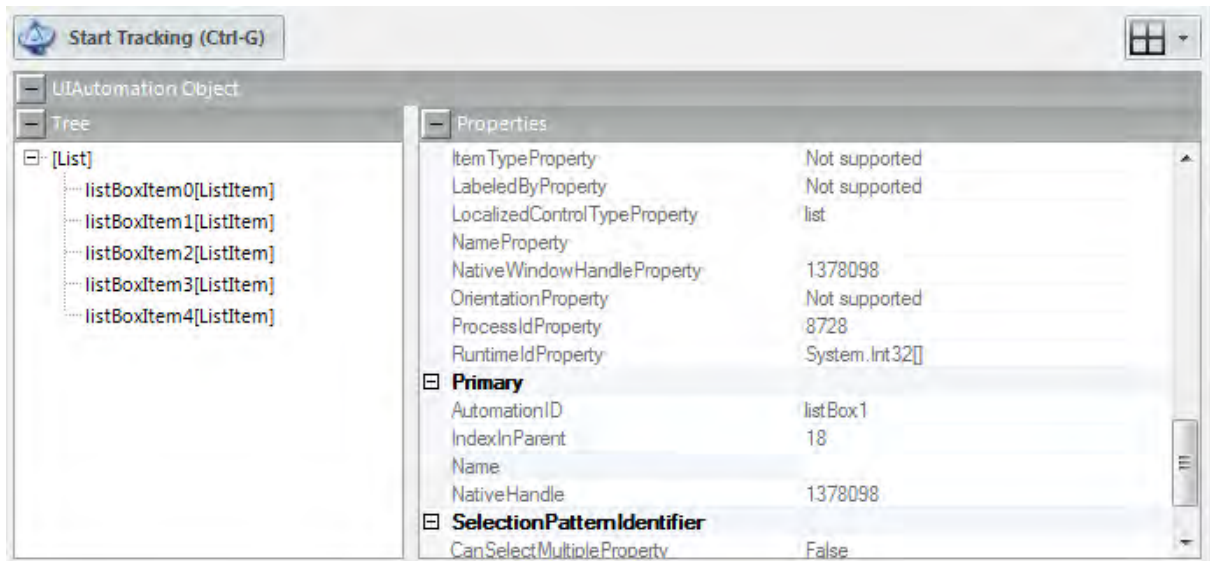 Start Tracking (Ctrl-G)
UIAutomation Object
Tree
[List]
listBoxItem0[ListItem]
listBoxItem1[ListItem]
listBoxItem2[ListItem]
listBoxItem3[ListItem]
listBoxItem4[ListItem]
Properties
ItemTypeProperty Not supported
LabeledByProperty Not supported
LocalizedControlTypeProperty list
NameProperty
NativeWindowHandleProperty 1378098
OrientationProperty Not supported
ProcessIdProperty 8728
RuntimeIdProperty System.Int32[]
Primary
AutomationID listBox1
IndexInParent 18
Name
NativeHandle 1378098
SelectionPatternIdentifier
CanSelectMultipleProperty False